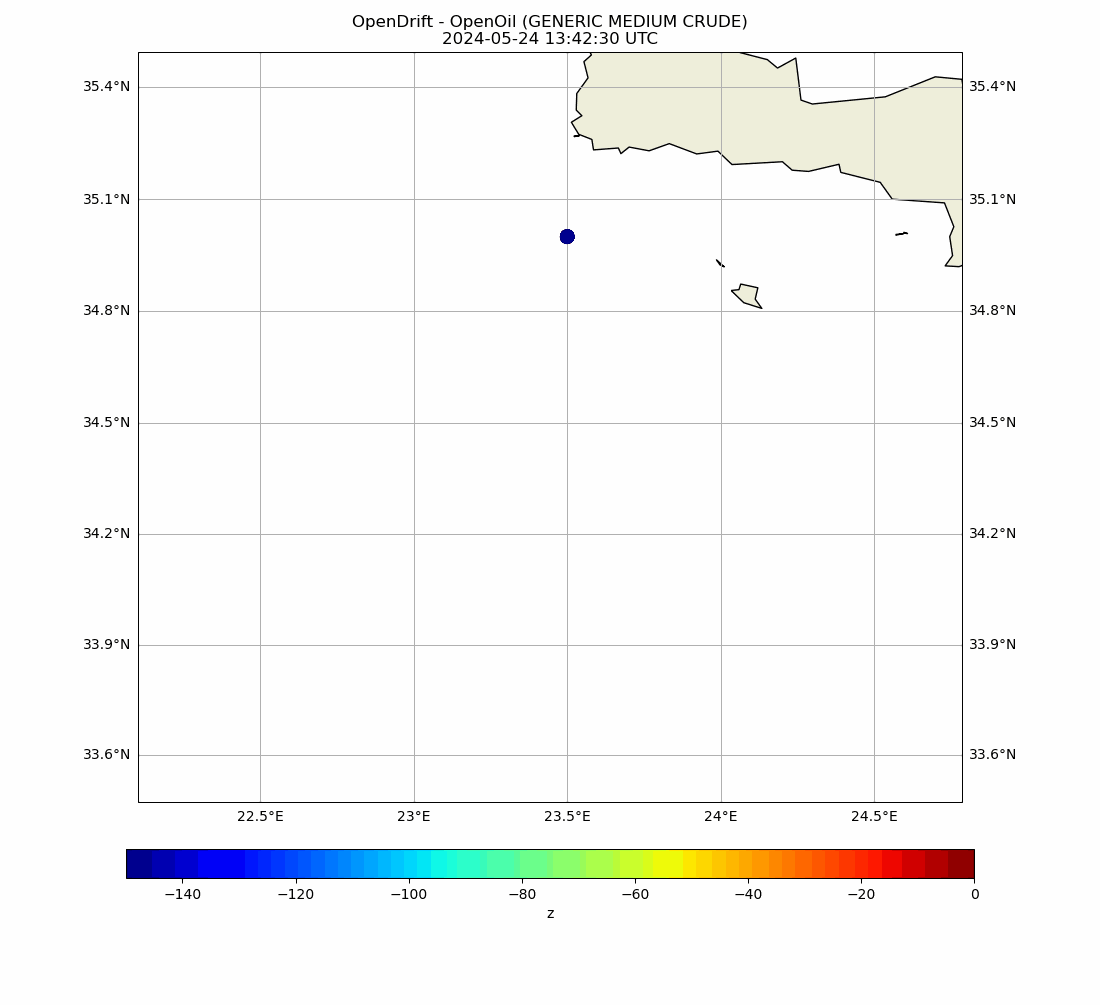 OpenDrift - OpenOil (GENERIC MEDIUM CRUDE)
2024-05-24 13:42:30 UTC
35.4°N 35.4°N
35.1°N 35.1°N
34.8°N 34.8°N
34.5°N 34.5°N
34.2°N 34.2°N
33.9°N 33.9°N
33.6°N 33.6°N
22.5°E 23°E 23.5°E 24°E 24.5°E
−140 −120 −100 −80 −60 −40 −20 0
z